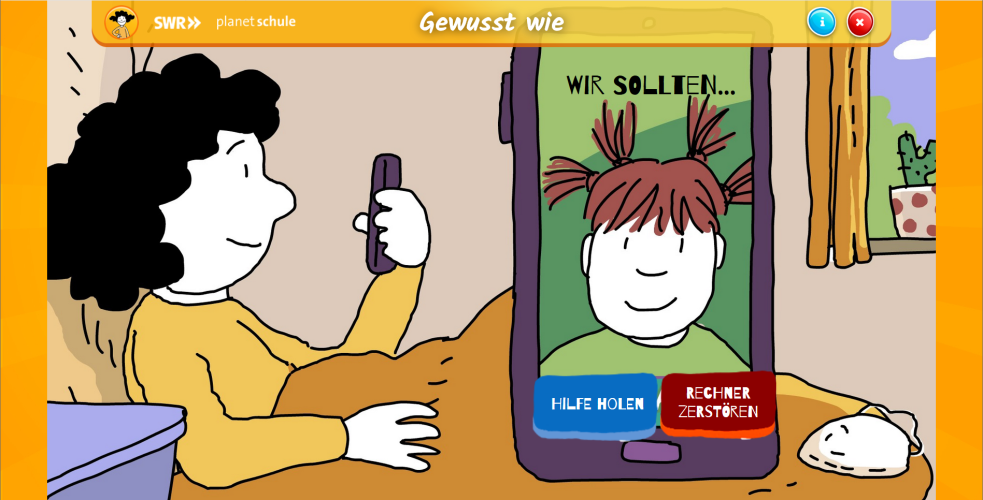 SWR» planet schule
Gewusst wie
i
WIR SOLLTEN...
HILFE HOLEN
RECHNER
ZERSTÖREN